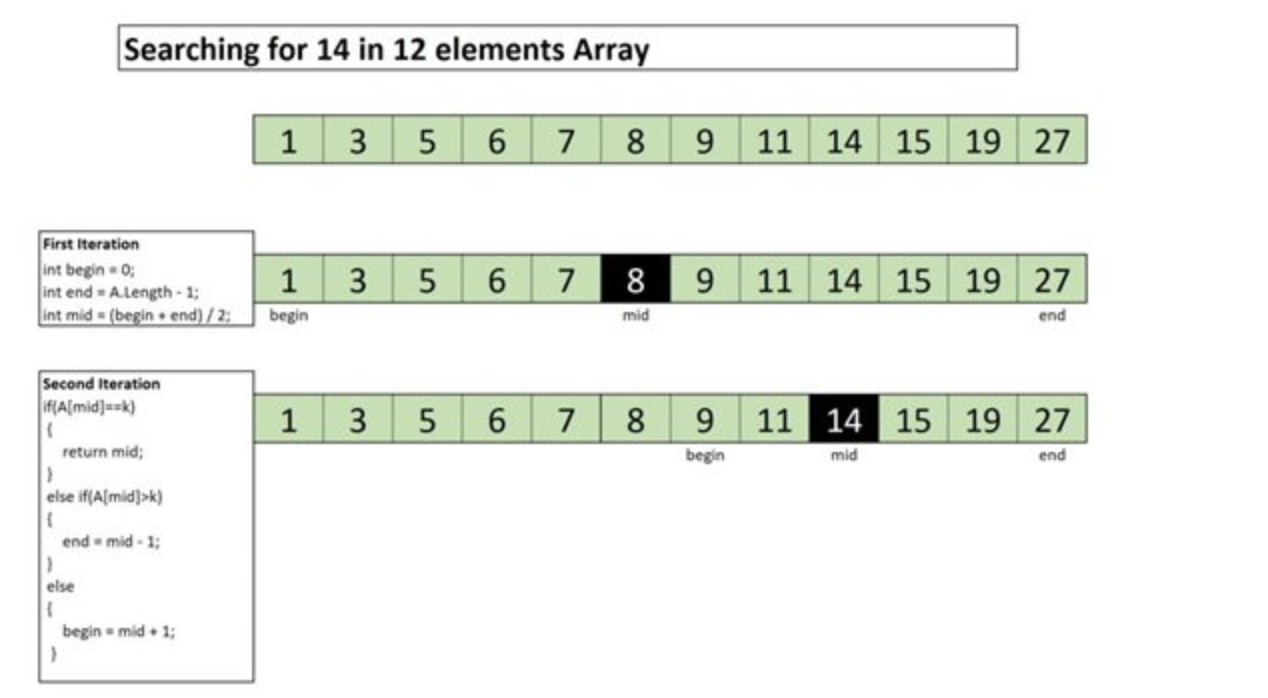 Searching for 14 in 12 elements Array
1 3 5 6 7 8 9 11 14 15 19 27
First Iteration
int begin = 0;
int end = A.Length - 1;
int mid = (begin + end) / 2;
1 3 5 6 7 8 9 11 14 15 19 27
begin mid end
Second Iteration
if(A[mid]==k)
{
return mid;
}
else if(A[mid]>k)
{
end = mid - 1;
}
else
{
begin = mid + 1;
}
1 3 5 6 7 8 9 11 14 15 19 27
begin mid end